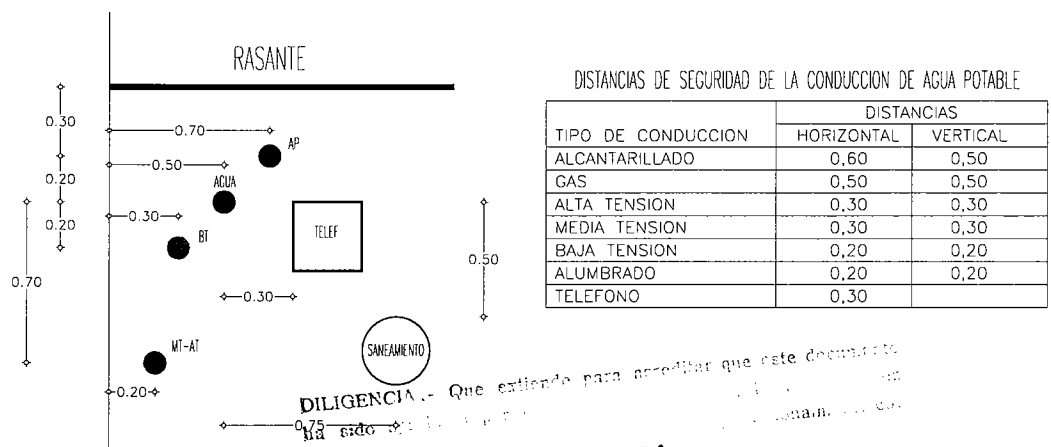 RASANTE
0.30
0.70
AP
0.50
0.20
AGUA
0.30
0.20
BT
TELEF
0.50
0.70
0.30
MT-AT
SANEAMIENTO
0.20
0.75
DISTANCIAS DE SEGURIDAD DE LA CONDUCCION DE AGUA POTABLE
DISTANCIAS
TIPO DE CONDUCCION HORIZONTAL VERTICAL
ALCANTARILLADO 0,60 0,50
GAS 0,50 0,50
ALTA TENSION 0,30 0,30
MEDIA TENSION 0,30 0,30
BAJA TENSION 0,20 0,20
ALUMBRADO 0,20 0,20
TELEFONO 0,30
DILIGENCIA.- Que extiende para acreditar que este documento
ha sido